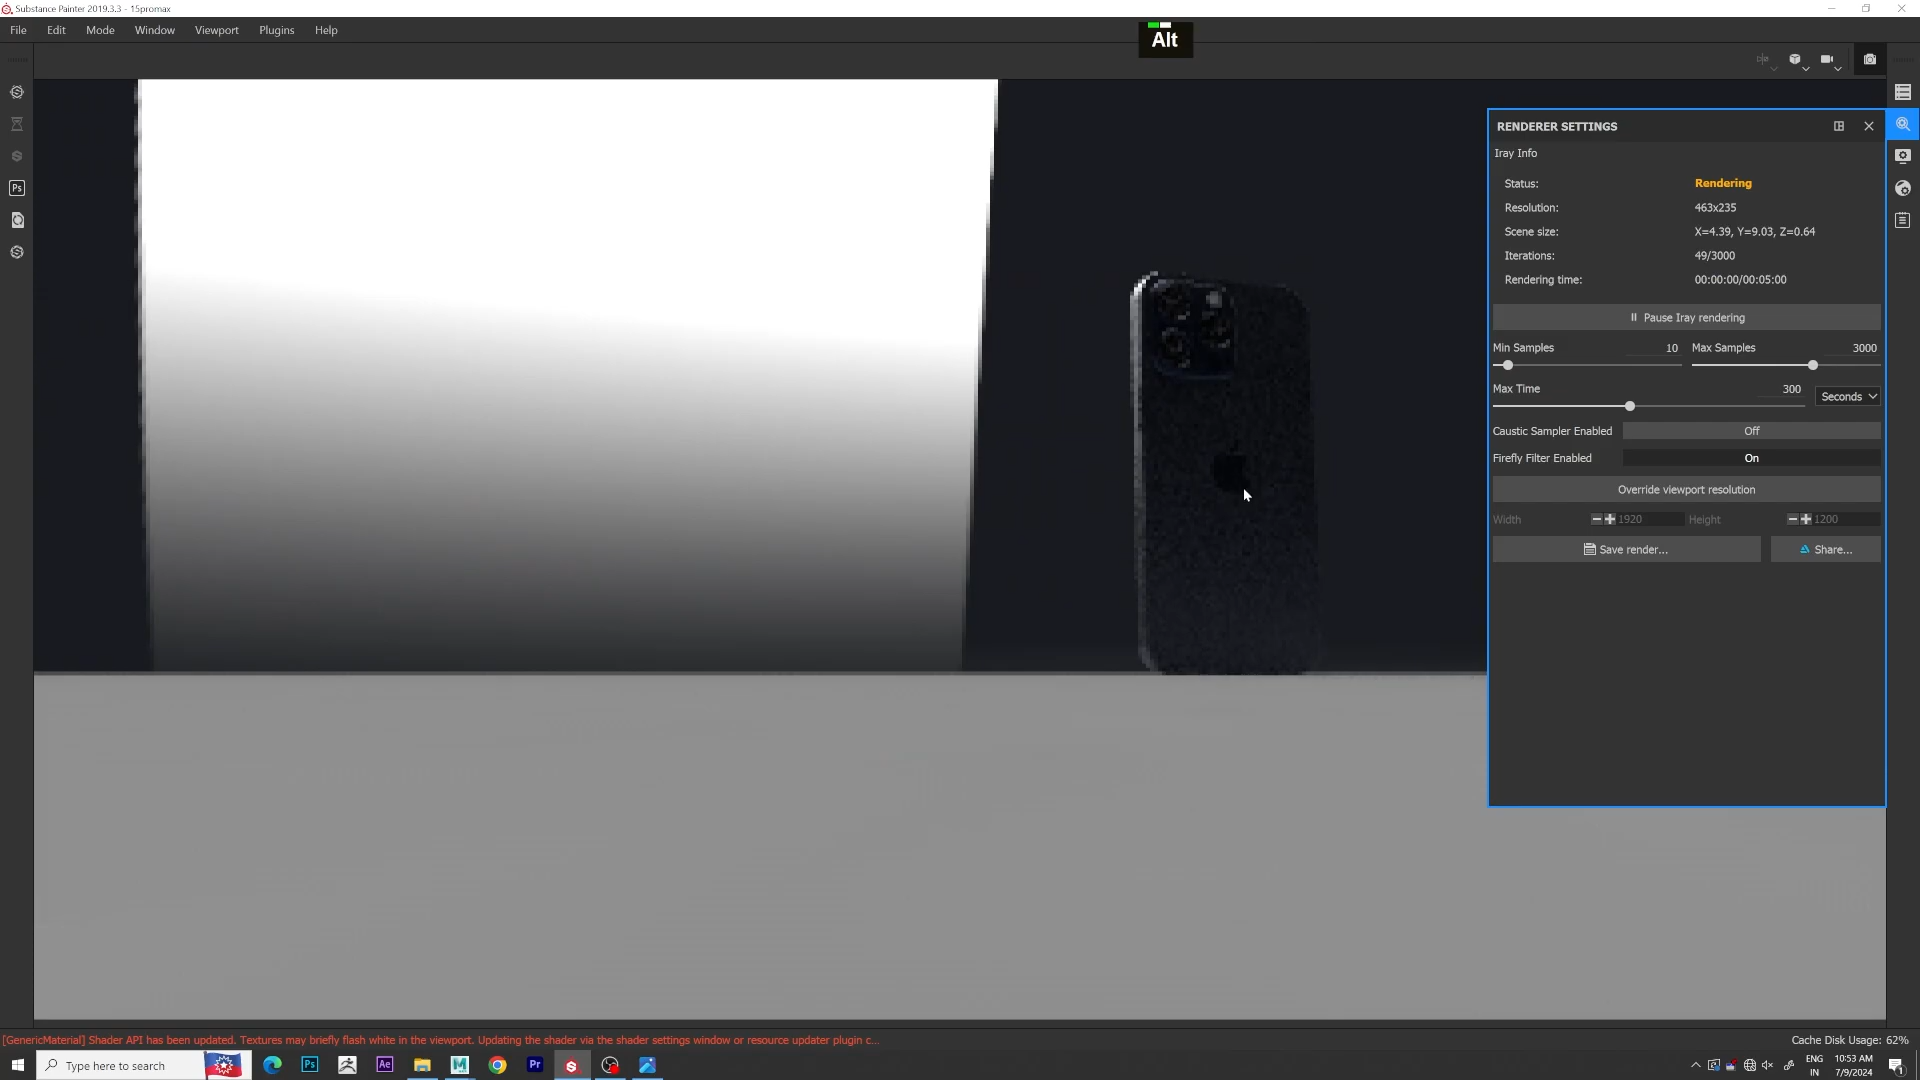 Substance Painter 2019.3.3 - 15promax
File Edit Mode Window Viewport Plugins Help
Alt
RENDERER SETTINGS
Iray Info
Status: Rendering
Resolution: 463x235
Scene size: X=4.39, Y=9.03, Z=0.64
Iterations: 49/3000
Rendering time: 00:00:00/00:05:00
Pause Iray rendering
Min Samples 10 Max Samples 3000
Max Time 300 Seconds
Caustic Sampler Enabled Off
Firefly Filter Enabled On
Override viewport resolution
Width 1920 Height 1200
Save render... Share...
Ps
[GenericMaterial] Shader API has been updated. Textures may briefly flash white in the viewport. Updating the shader via the shader settings window or resource updater plugin c...
Cache Disk Usage: 62%
Type here to search
Ps Ae Pr
ENG 10:53 AM
IN 7/9/2024
1